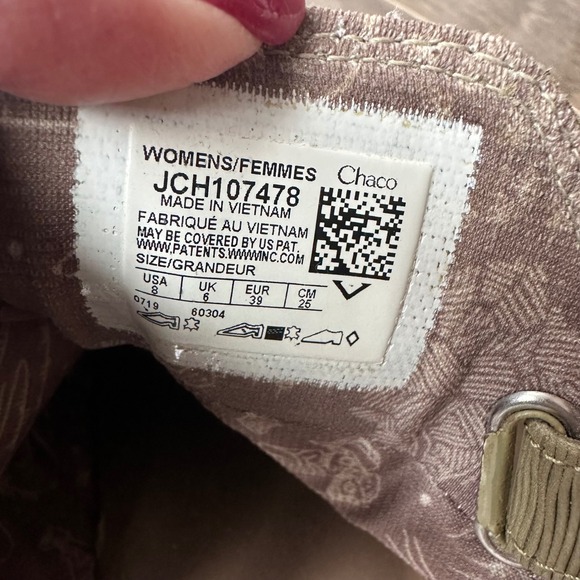 WOMENS/FEMMES Chaco
JCH107478
MADE IN VIETNAM
FABRIQUÉ AU VIETNAM
MAY BE COVERED BY US PAT.
WWW.PATENTS.WWWINC.COM
SIZE/GRANDEUR
USA UK EUR CM
8 6 39 25
0719 60304